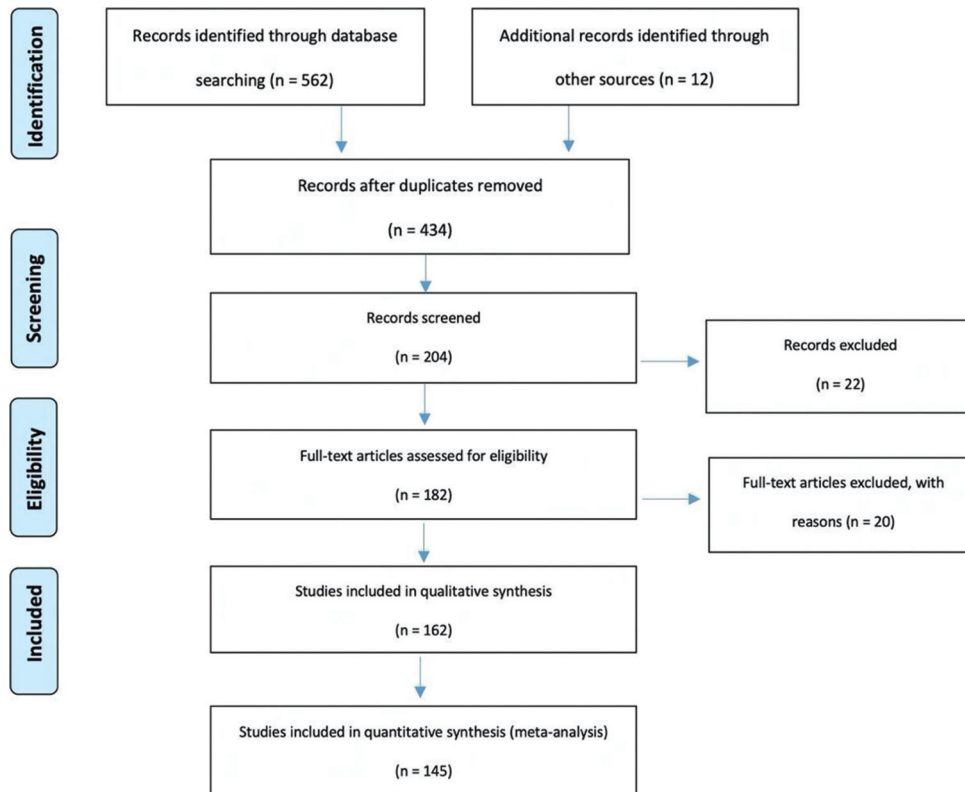 Identification
Records identified through database
searching (n = 562)
Additional records identified through
other sources (n = 12)
Records after duplicates removed
(n = 434)
Screening
Records screened
(n = 204)
Records excluded
(n = 22)
Eligibility
Full-text articles assessed for eligibility
(n = 182)
Full-text articles excluded, with
reasons (n = 20)
Included
Studies included in qualitative synthesis
(n = 162)
Studies included in quantitative synthesis (meta-analysis)
(n = 145)